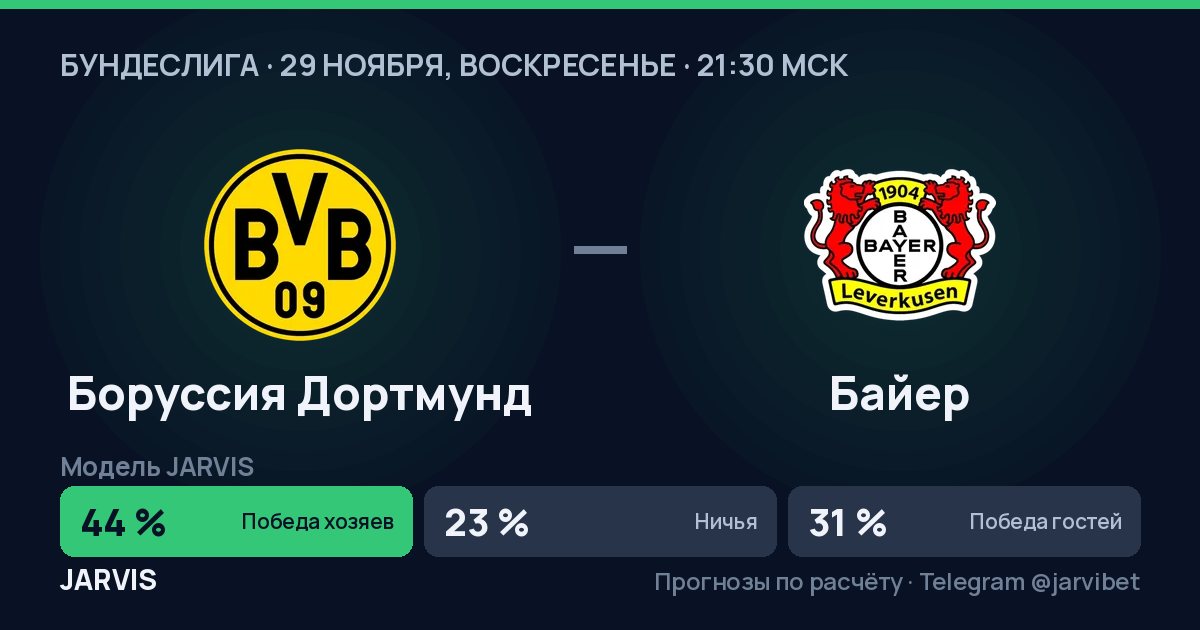 БУНДЕСЛИГА · 29 НОЯБРЯ, ВОСКРЕСЕНЬЕ · 21:30 МСК
BVB
09
1904
BAYER
BAYER
Leverkusen
Боруссия Дортмунд
Байер
Модель JARVIS
44 % Победа хозяев
23 % Ничья
31 % Победа гостей
JARVIS
Прогнозы по расчёту · Telegram @jarvibet